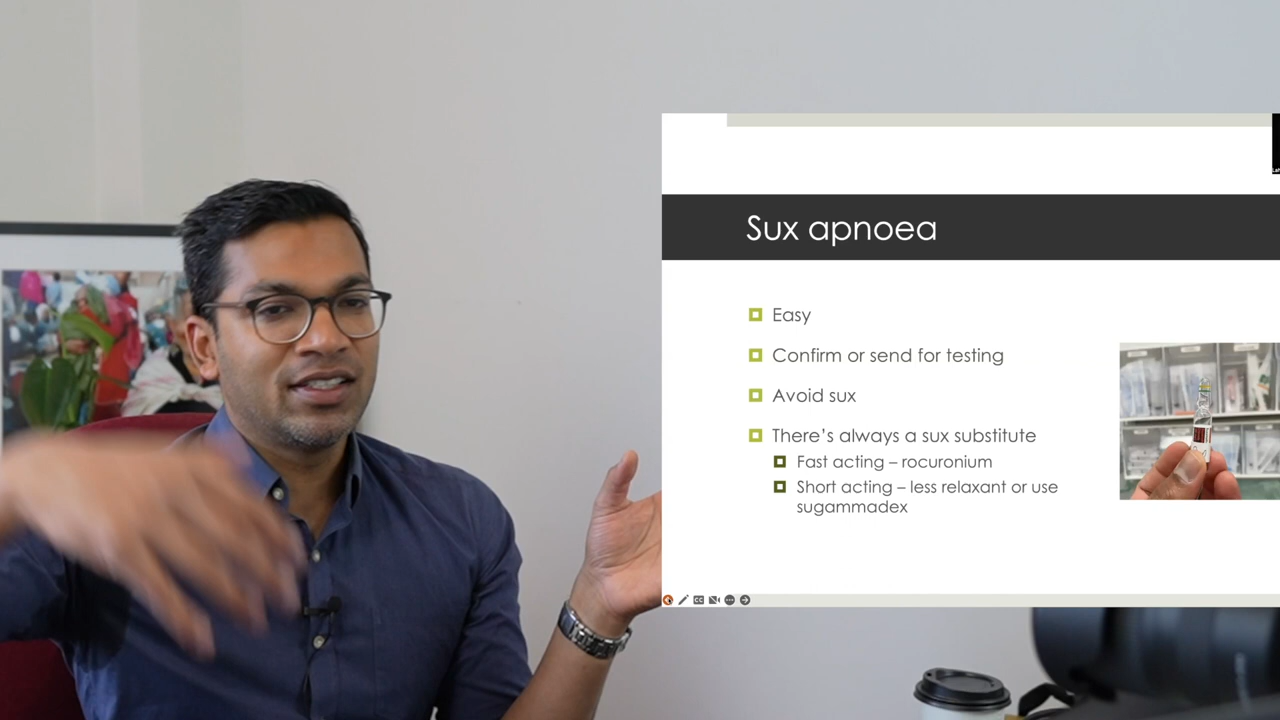 Sux apnoea
Easy
Confirm or send for testing
Avoid sux
There's always a sux substitute
Fast acting – rocuronium
Short acting – less relaxant or use
sugammadex